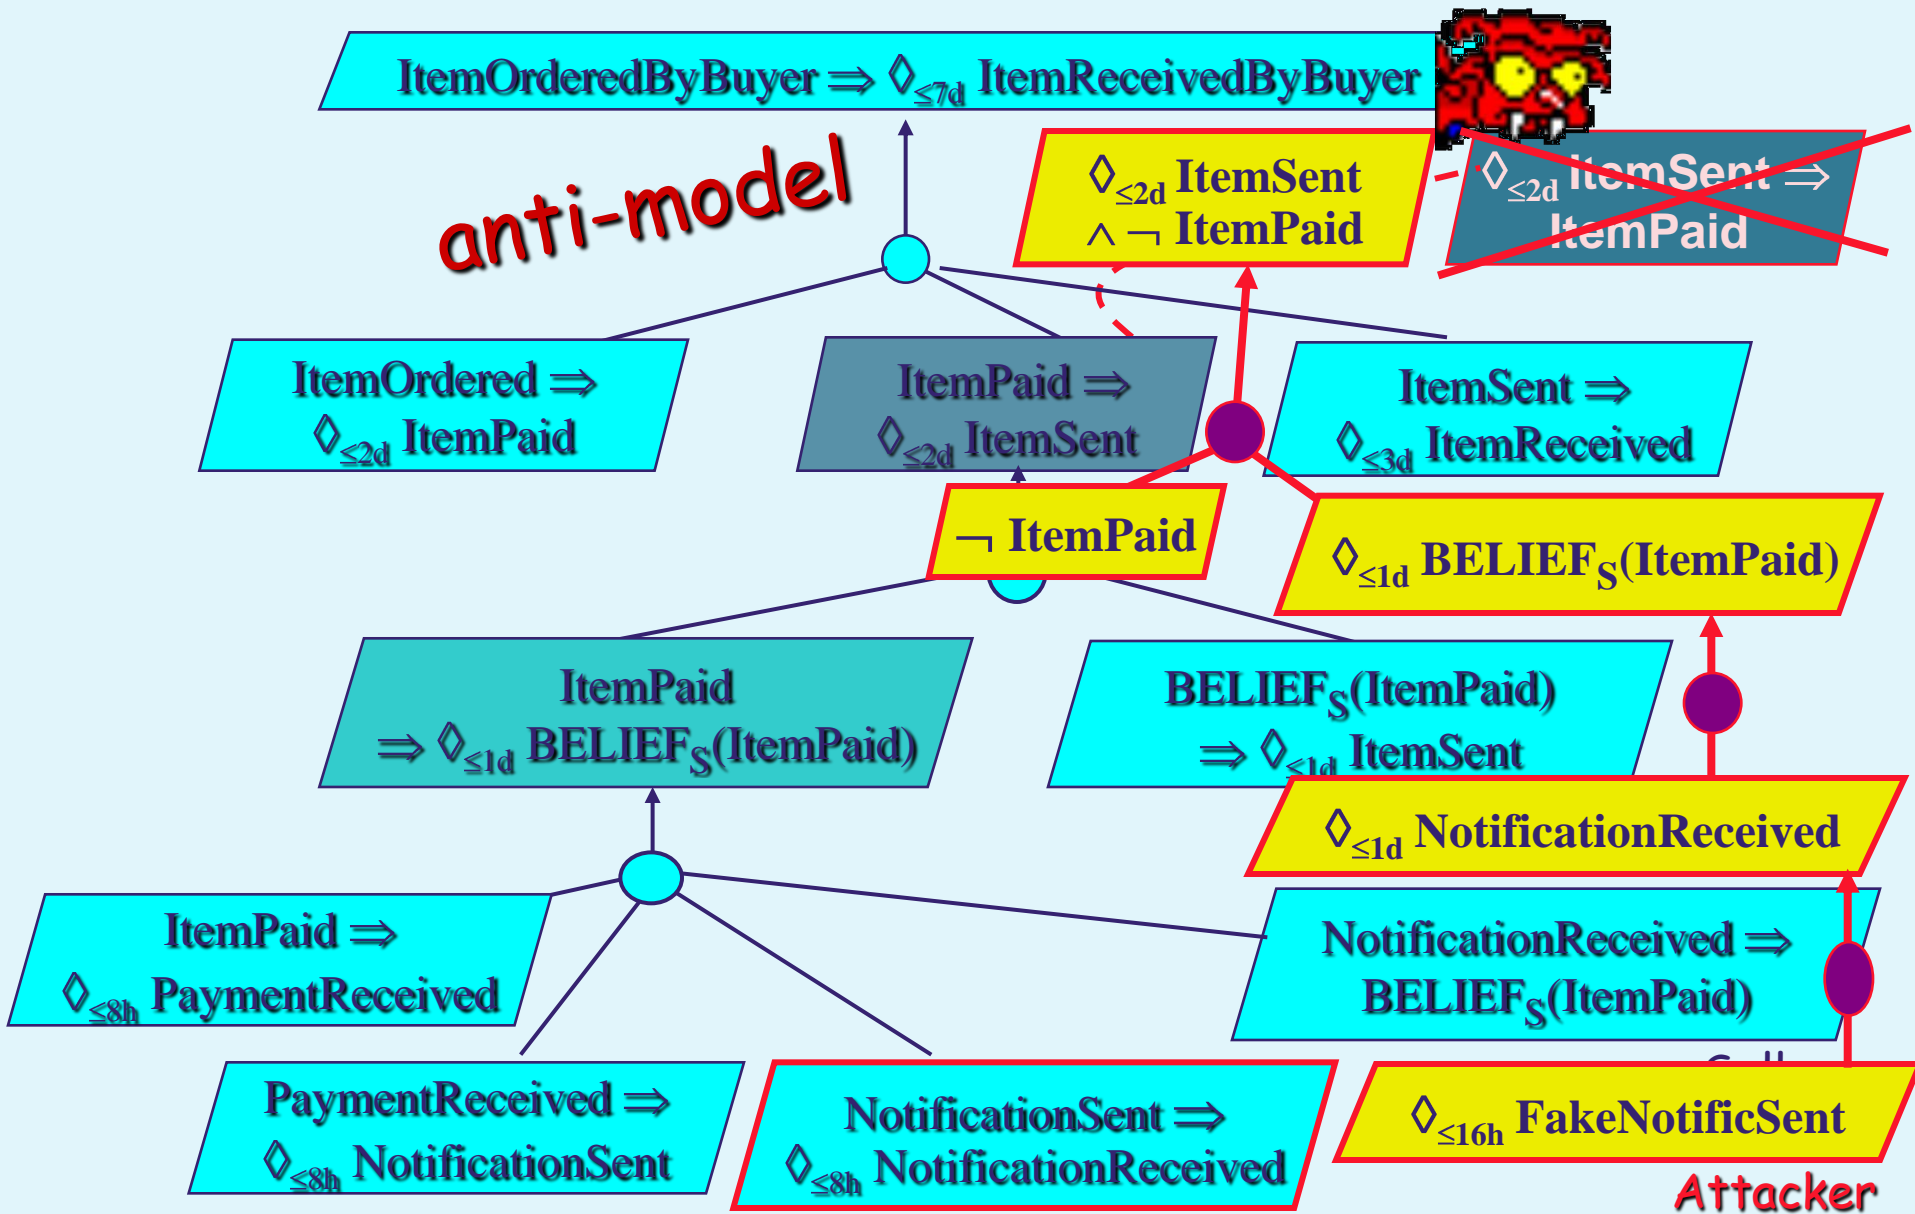 ItemOrderedByBuyer ⇒ ◊≤7d ItemReceivedByBuyer
anti-model
◊≤2d ItemSent
∧ ¬ ItemPaid
◊≤2d ItemSent ⇒
ItemPaid
ItemOrdered ⇒
◊≤2d ItemPaid
ItemPaid ⇒
◊≤2d ItemSent
ItemSent ⇒
◊≤3d ItemReceived
¬ ItemPaid
◊≤1d BELIEFS(ItemPaid)
ItemPaid
⇒ ◊≤1d BELIEFS(ItemPaid)
BELIEFS(ItemPaid)
⇒ ◊≤1d ItemSent
◊≤1d NotificationReceived
ItemPaid ⇒
◊≤8h PaymentReceived
NotificationReceived ⇒
BELIEFS(ItemPaid)
PaymentReceived ⇒
◊≤8h NotificationSent
NotificationSent ⇒
◊≤8h NotificationReceived
◊≤16h FakeNotificSent
Attacker